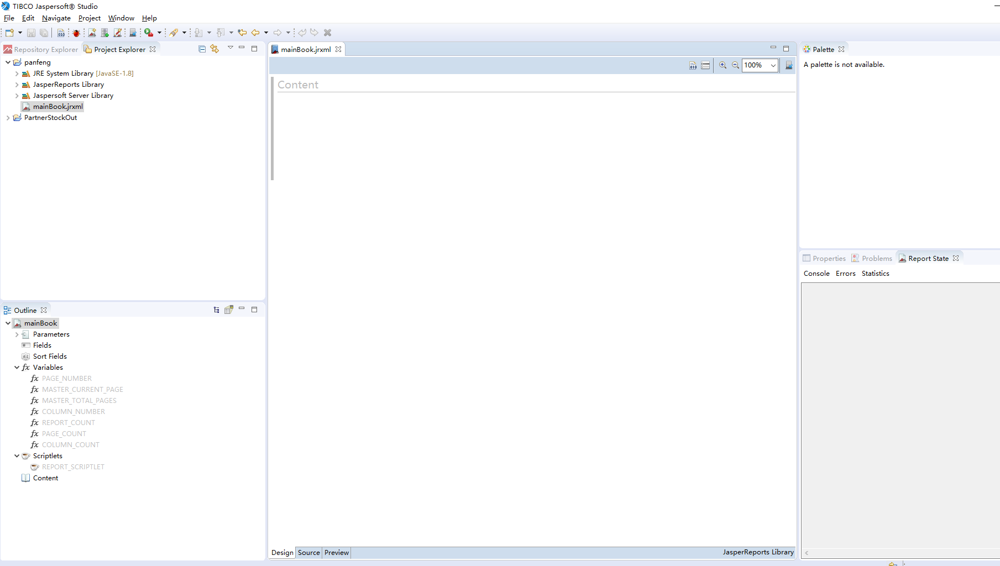 TIBCO Jaspersoft® Studio
File Edit Navigate Project Window Help
Repository Explorer Project Explorer
panfeng
JRE System Library [JavaSE-1.8]
JasperReports Library
Jaspersoft Server Library
mainBook.jrxml
PartnerStockOut
Outline
mainBook
Parameters
Fields
Sort Fields
Variables
PAGE_NUMBER
MASTER_CURRENT_PAGE
MASTER_TOTAL_PAGES
COLUMN_NUMBER
REPORT_COUNT
PAGE_COUNT
COLUMN_COUNT
Scriptlets
REPORT_SCRIPTLET
Content
mainBook.jrxml
100%
Content
Design Source Preview
JasperReports Library
Palette
A palette is not available.
Properties Problems Report State
Console Errors Statistics